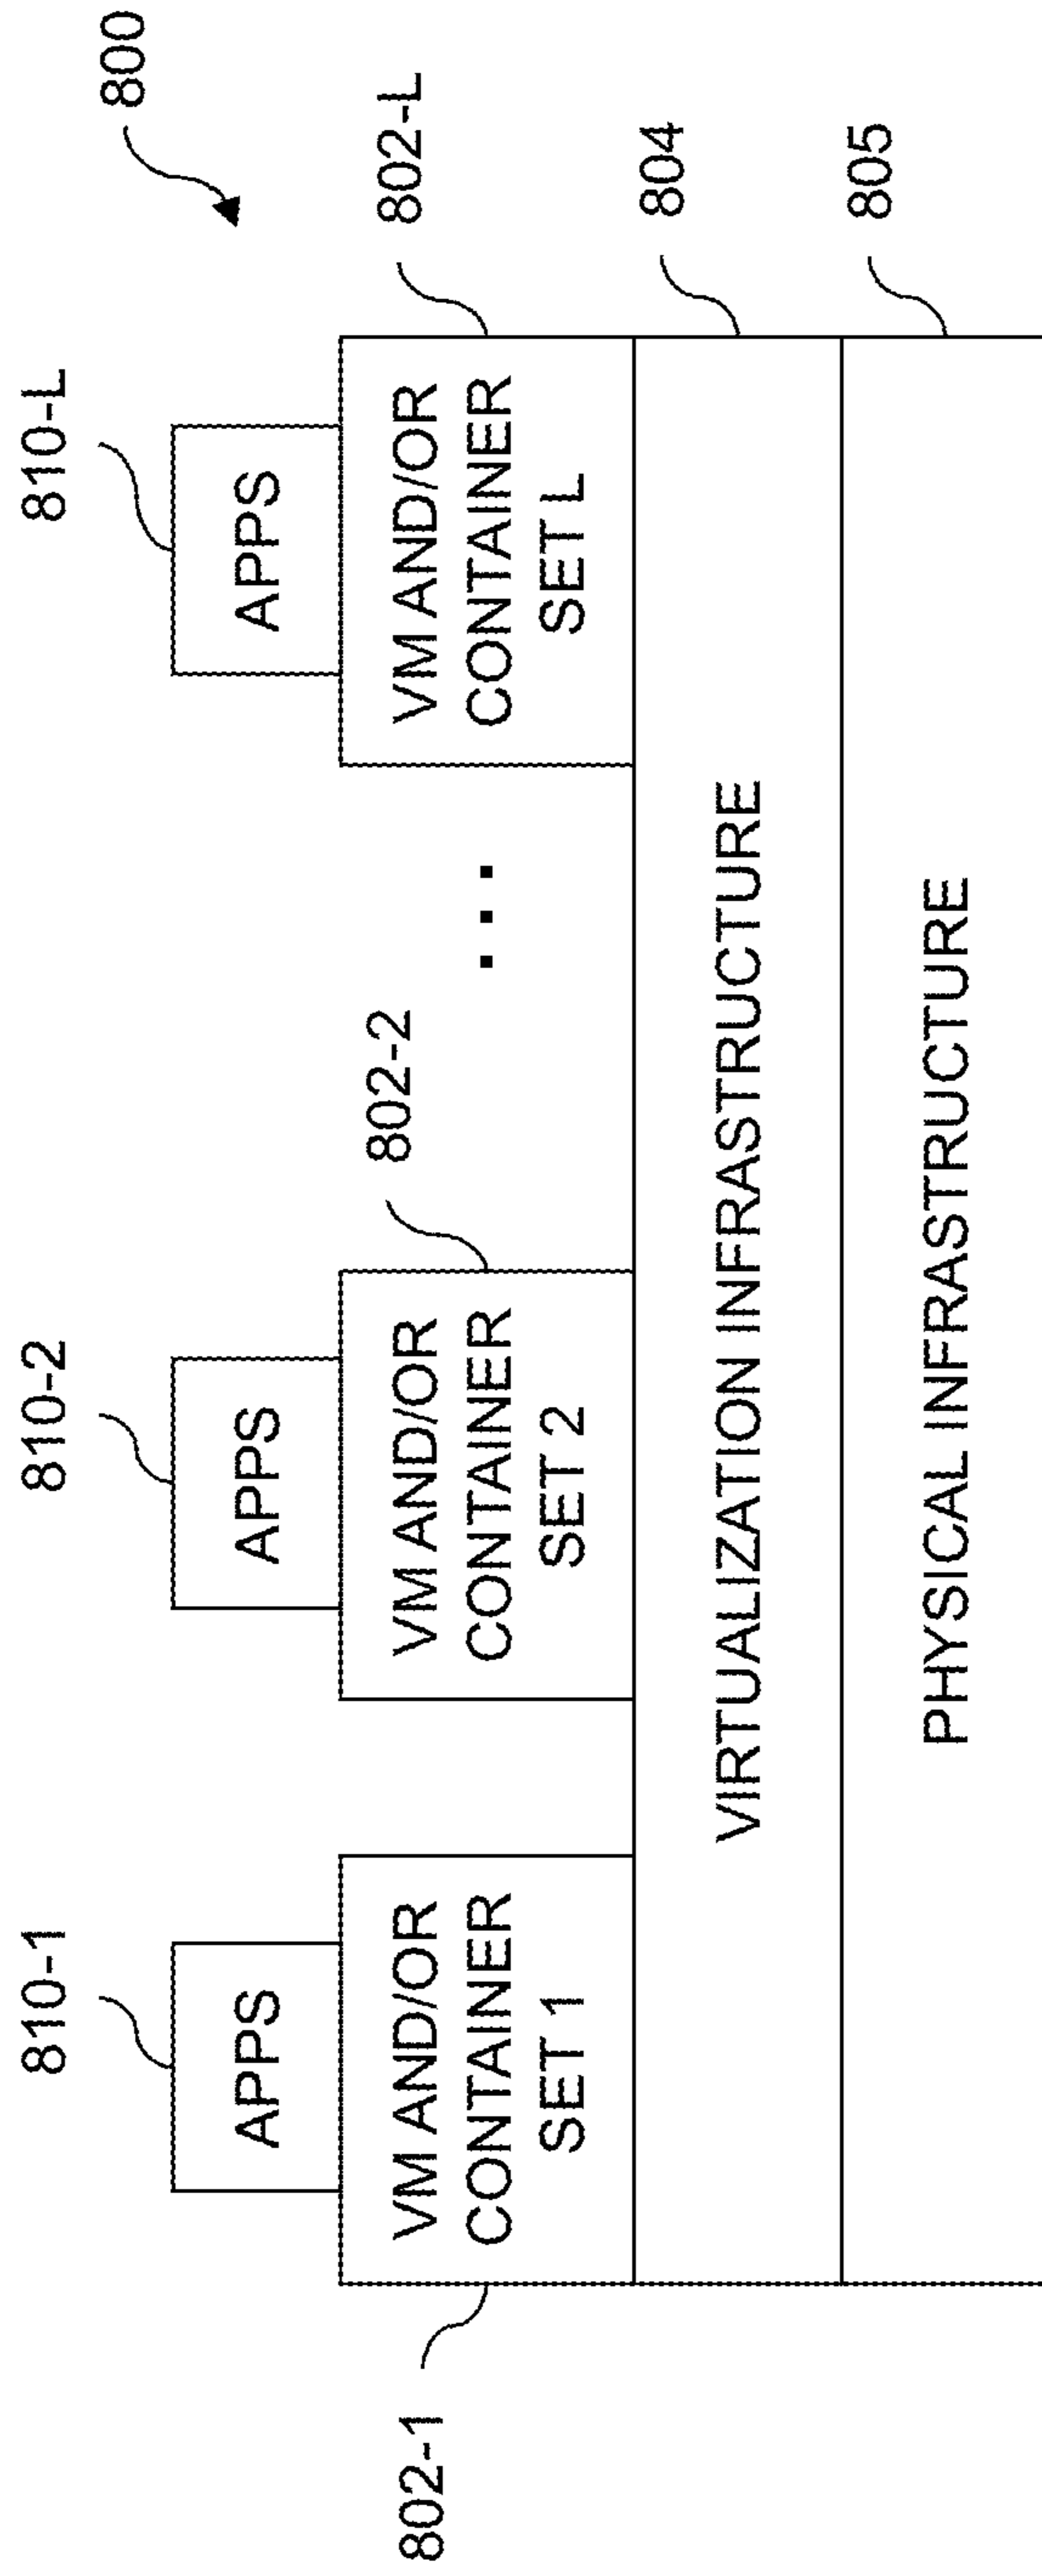 800
810-1
810-2
810-L
APPS
APPS
APPS
802-1
VM AND/OR
CONTAINER
SET 1
VM AND/OR
CONTAINER
SET 2
802-2
VM AND/OR
CONTAINER
SET L
802-L
VIRTUALIZATION INFRASTRUCTURE
804
PHYSICAL INFRASTRUCTURE
805